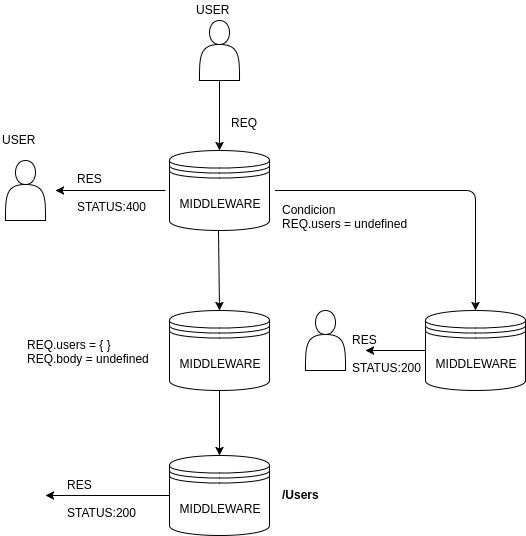 USER
REQ
USER
RES
STATUS:400
MIDDLEWARE
Condicion
REQ.users = undefined
REQ.users = { }
REQ.body = undefined
MIDDLEWARE
RES
STATUS:200
MIDDLEWARE
RES
STATUS:200
MIDDLEWARE
/Users